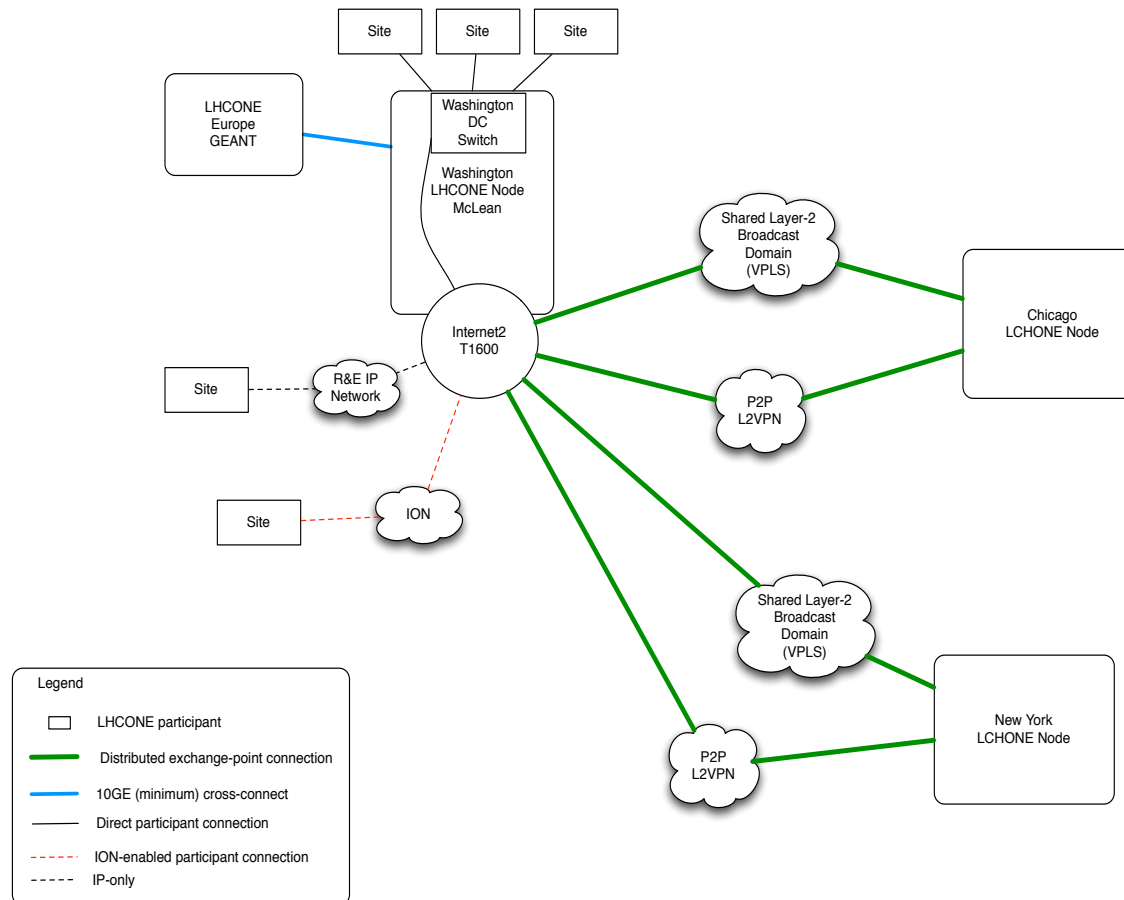 Site
Site
Site
LHCONE
Europe
GEANT
Washington
DC
Switch
Washington
LHCONE Node
McLean
Shared Layer-2
Broadcast
Domain
(VPLS)
Chicago
LCHONE Node
Internet2
T1600
Site
R&E IP
Network
P2P
L2VPN
Site
ION
Shared Layer-2
Broadcast
Domain
(VPLS)
New York
LCHONE Node
P2P
L2VPN
Legend
LHCONE participant
Distributed exchange-point connection
10GE (minimum) cross-connect
Direct participant connection
ION-enabled participant connection
IP-only